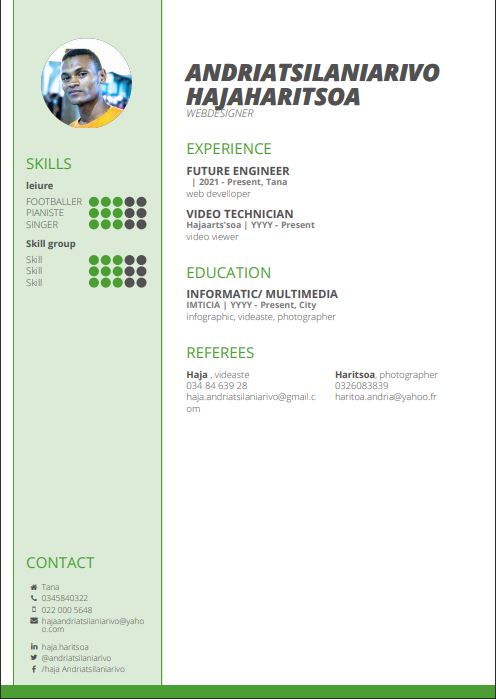 ANDRIATSILANIARIVO
HAJAHARITSOA
WEBDESIGNER
SKILLS
leiure
FOOTBALLER
PIANISTE
SINGER
Skill group
Skill
Skill
Skill
CONTACT
Tana
0345840322
022 000 5648
hajaandriatsilaniarivo@yaho
o.com
haja.haritsoa
@andriatsilaniarivo
/haja Andriatsilaniarivo
EXPERIENCE
FUTURE ENGINEER
| 2021 - Present, Tana
web develloper
VIDEO TECHNICIAN
Hajaarts'soa | YYYY - Present
video viewer
EDUCATION
INFORMATIC/ MULTIMEDIA
IMTICIA | YYYY - Present, City
infographic, videaste, photographer
REFEREES
Haja , videaste
034 84 639 28
haja.andriatsilaniarivo@gmail.c
om
Haritsoa, photographer
0326083839
haritoa.andria@yahoo.fr